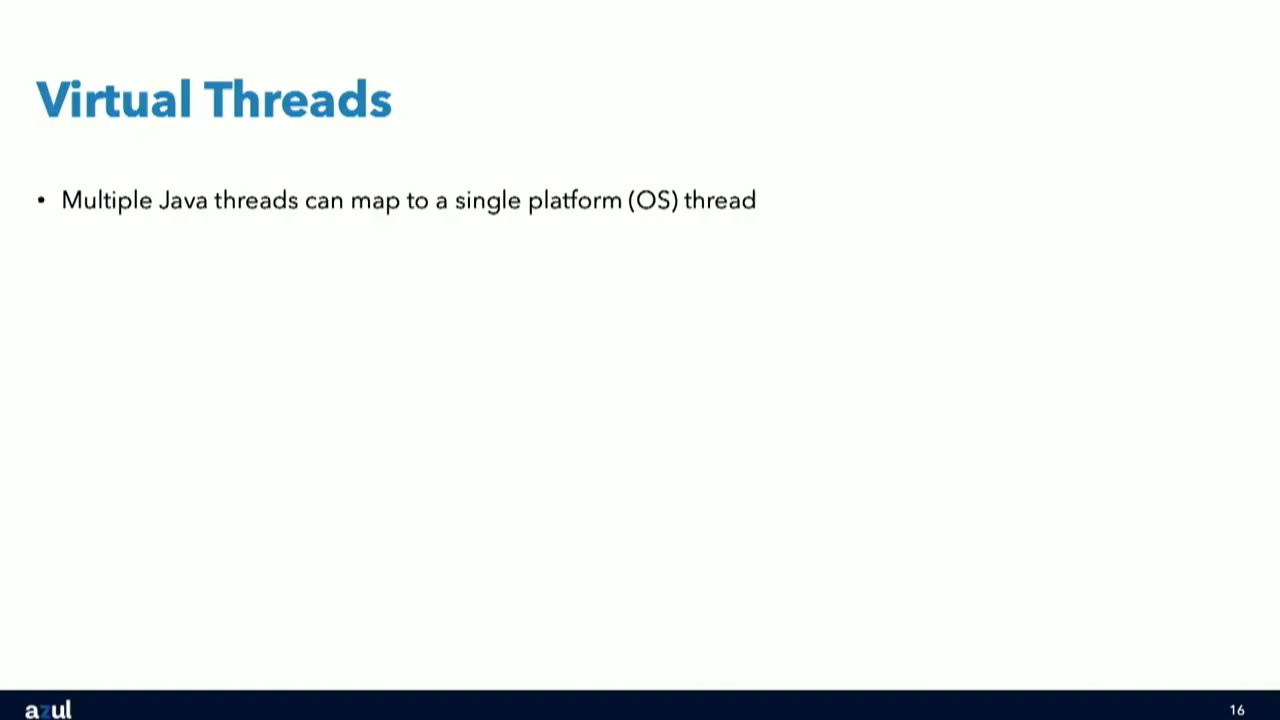 Virtual Threads
• Multiple Java threads can map to a single platform (OS) thread
azul
16